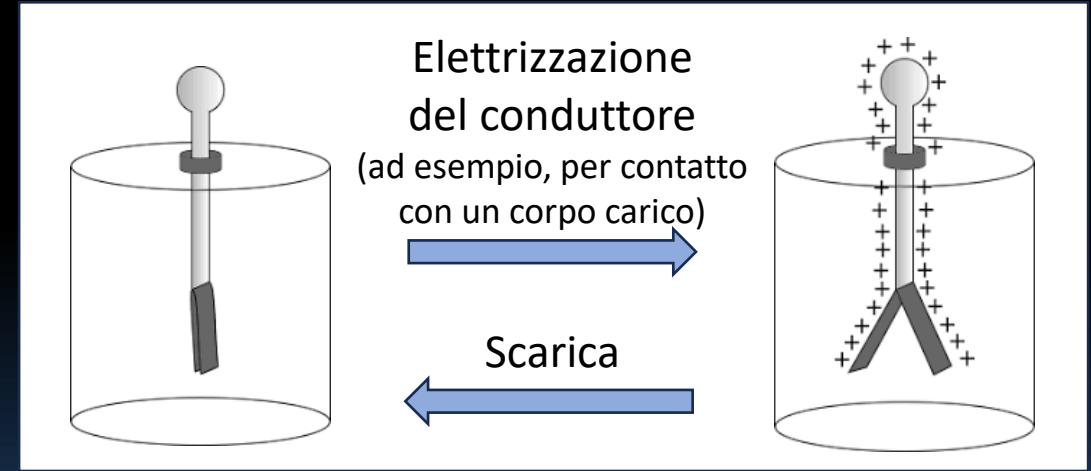 Elettrizzazione
del conduttore
(ad esempio, per contatto
con un corpo carico)
Scarica